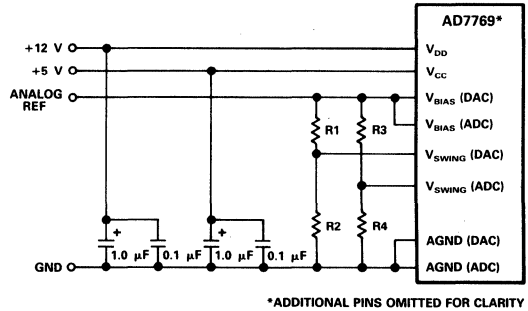 AD7769*
+12 V
V_DD
+5 V
V_CC
ANALOG
REF
V_BIAS (DAC)
R1
R3
V_BIAS (ADC)
V_SWING (DAC)
V_SWING (ADC)
R2
R4
+
+
1.0 μF
0.1 μF
1.0 μF
0.1 μF
AGND (DAC)
GND
AGND (ADC)
*ADDITIONAL PINS OMITTED FOR CLARITY